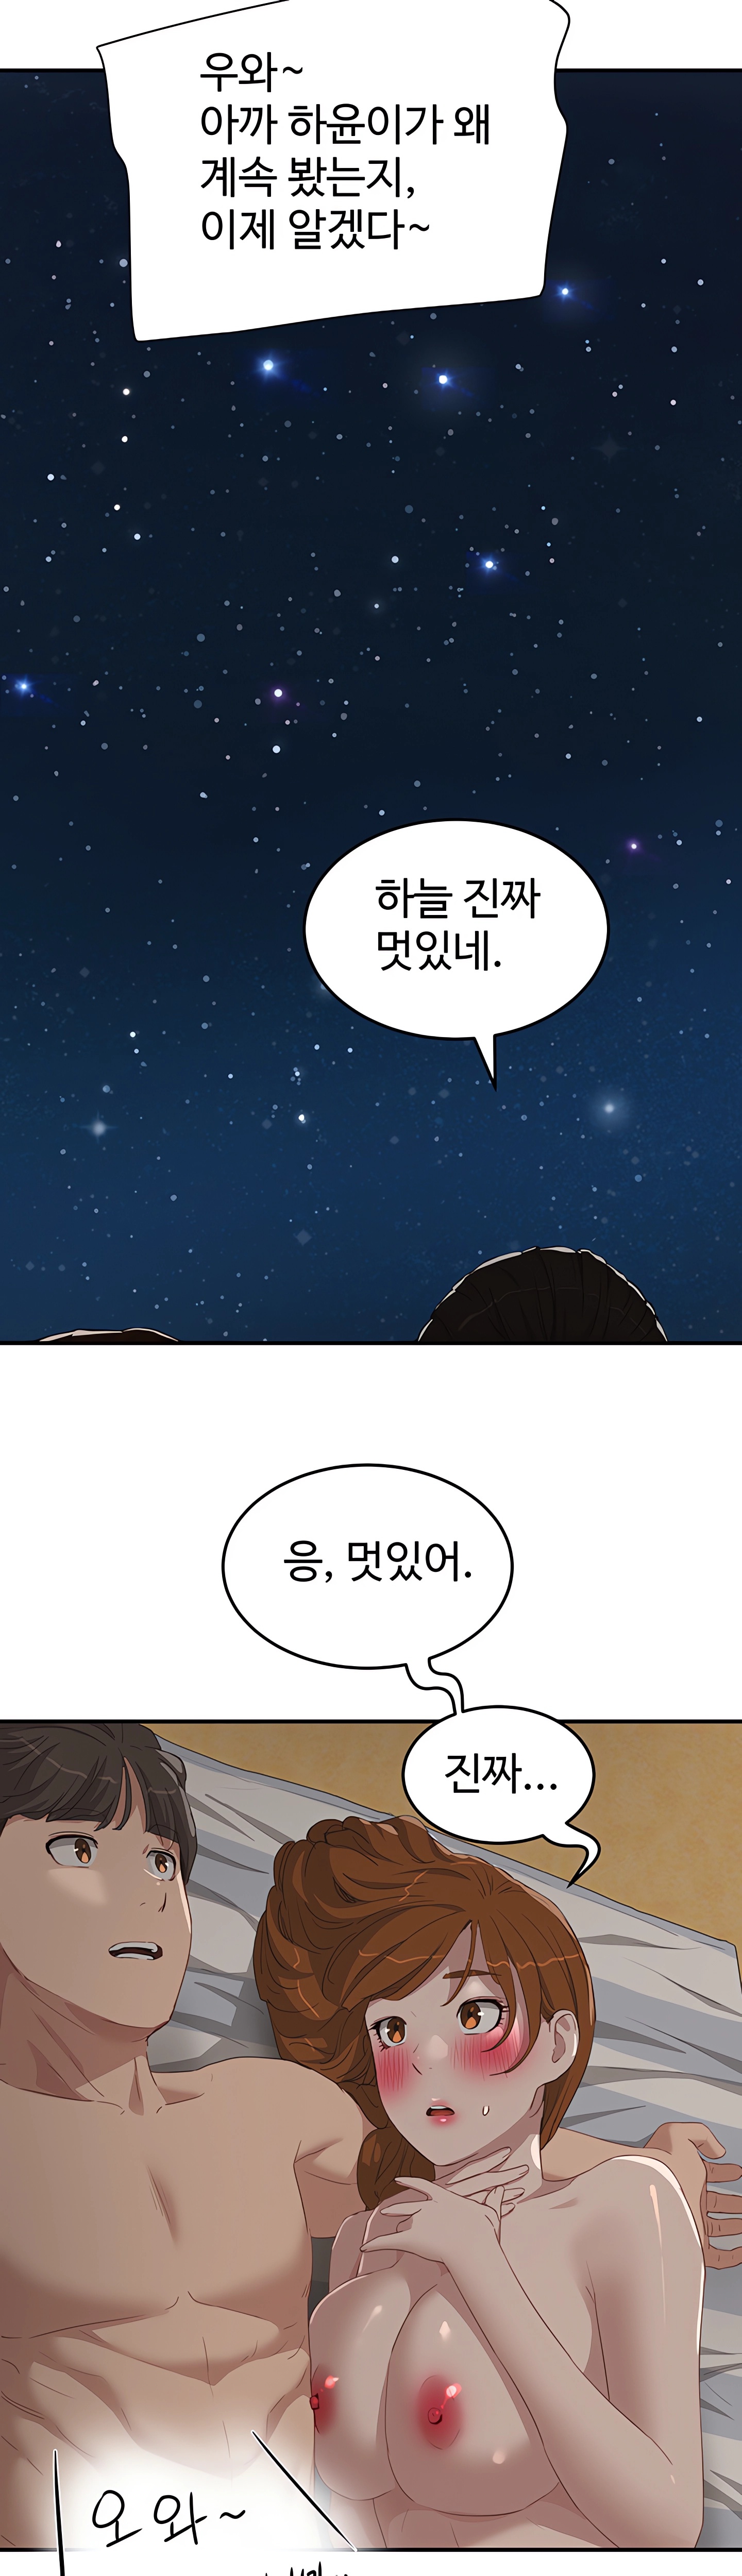 우와~
아까 하윤이가 왜
계속 봤는지,
이제 알겠다~
하늘 진짜
멋있네.
응, 멋있어.
진짜...
오와~